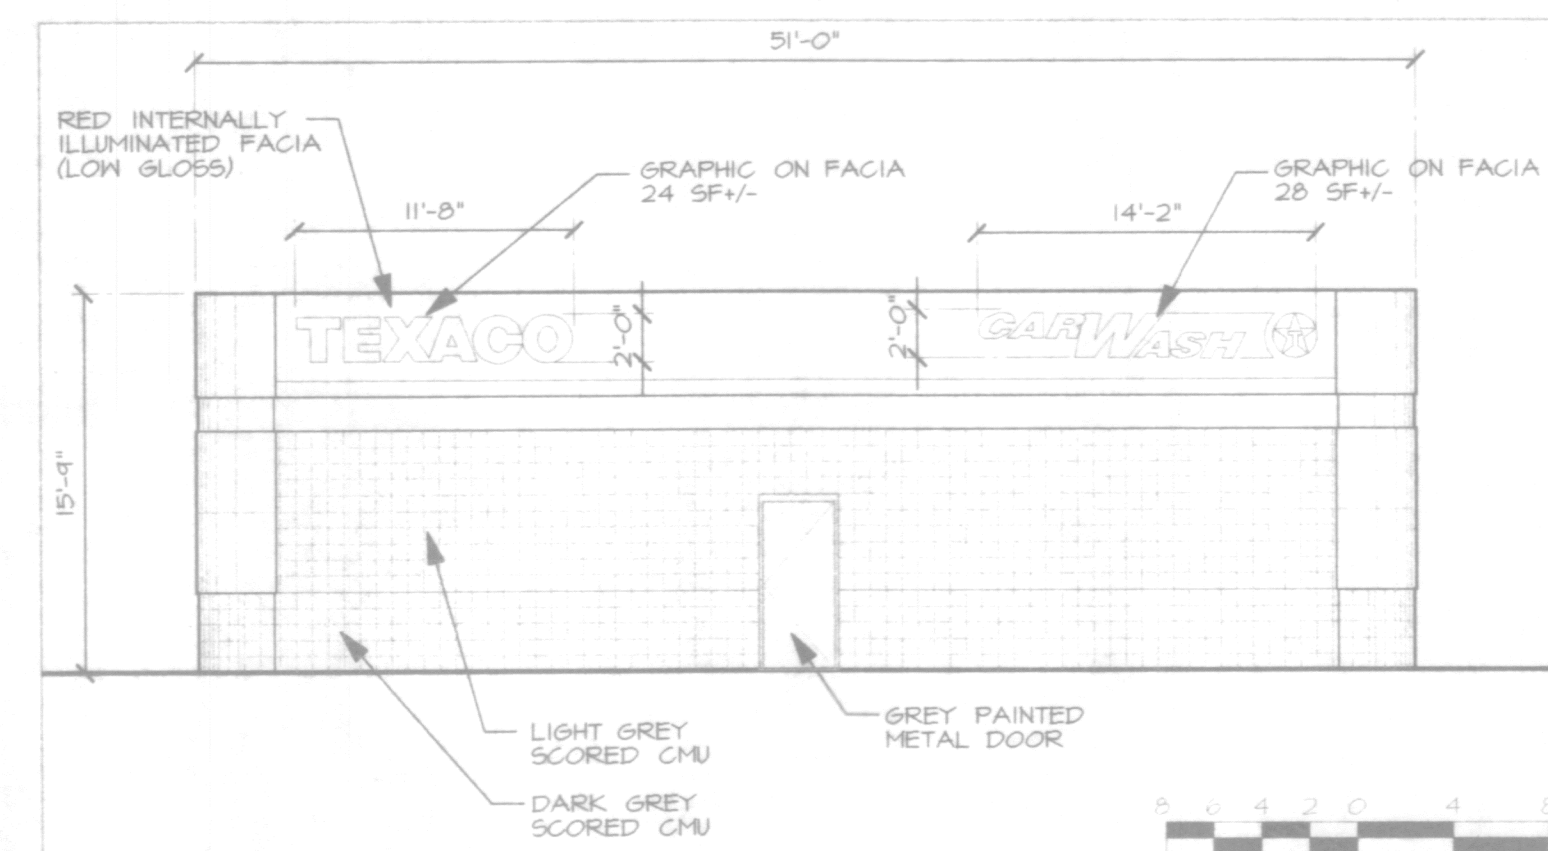 51'-0"
RED INTERNALLY
ILLUMINATED FACIA
(LOW GLOSS)
GRAPHIC ON FACIA
24 SF+/-
GRAPHIC ON FACIA
28 SF+/-
11'-8"
14'-2"
TEXACO
2'-0"
2'-0"
CARWASH
T
15'-9"
LIGHT GREY
SCORED CMU
GREY PAINTED
METAL DOOR
DARK GREY
SCORED CMU
8 6 4 2 0 4 8